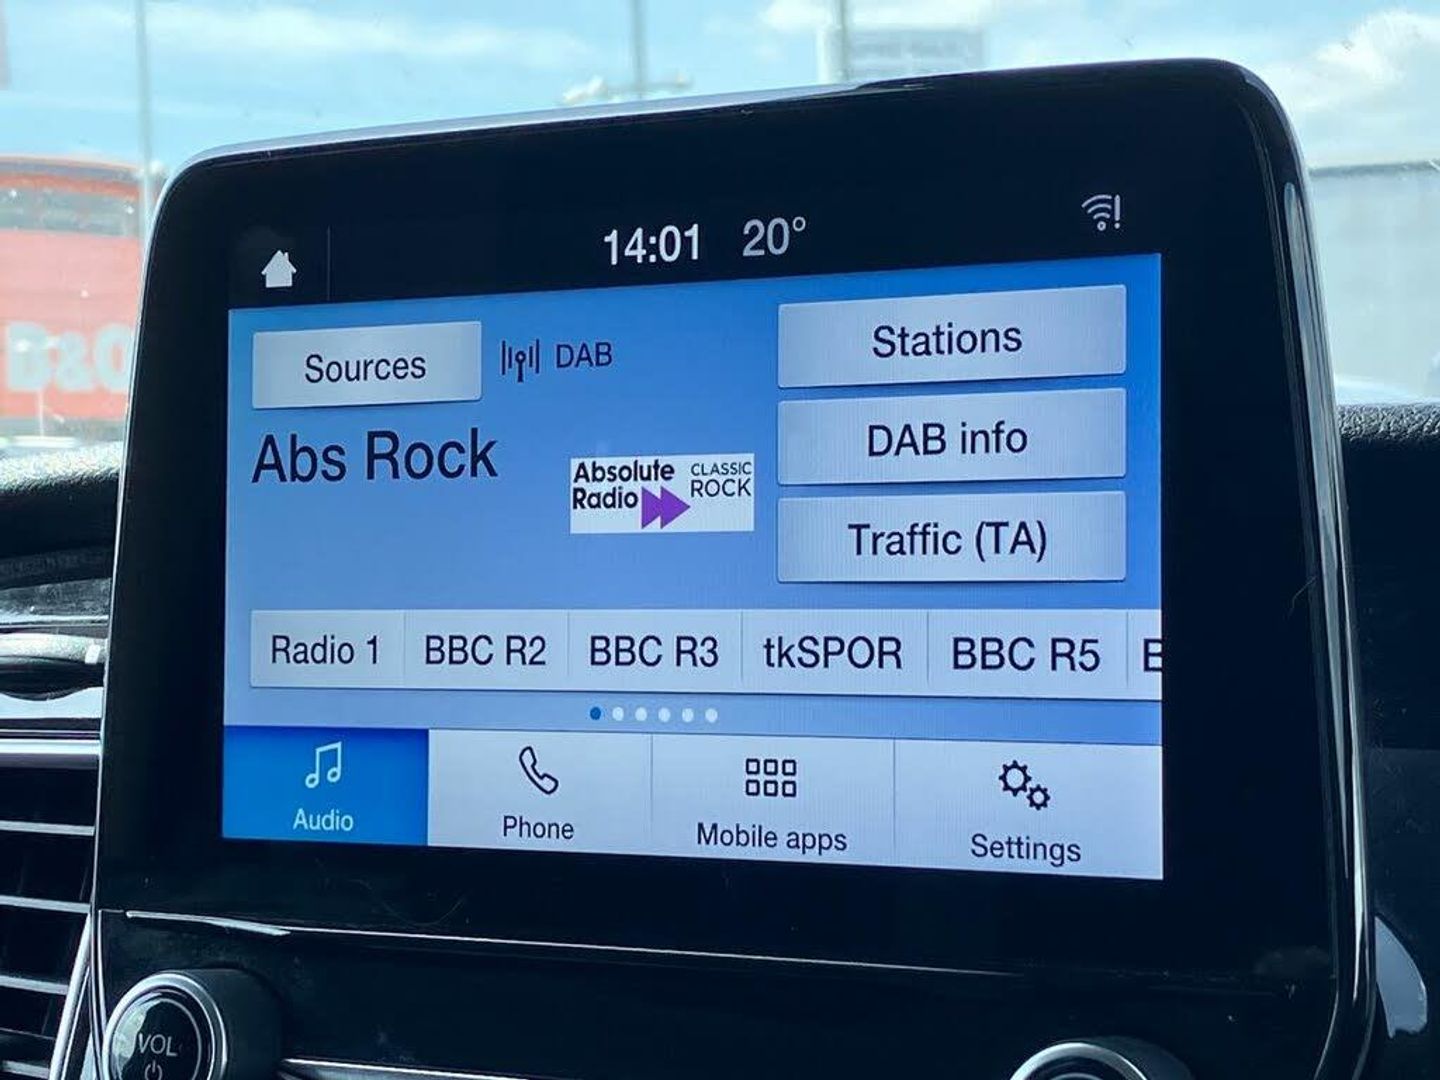 14:01 20°
Sources
DAB
Stations
Abs Rock
Absolute
Radio
CLASSIC
ROCK
DAB info
Traffic (TA)
Radio 1
BBC R2
BBC R3
tkSPOR
BBC R5
Audio
Phone
Mobile apps
Settings
B&Q
VOL